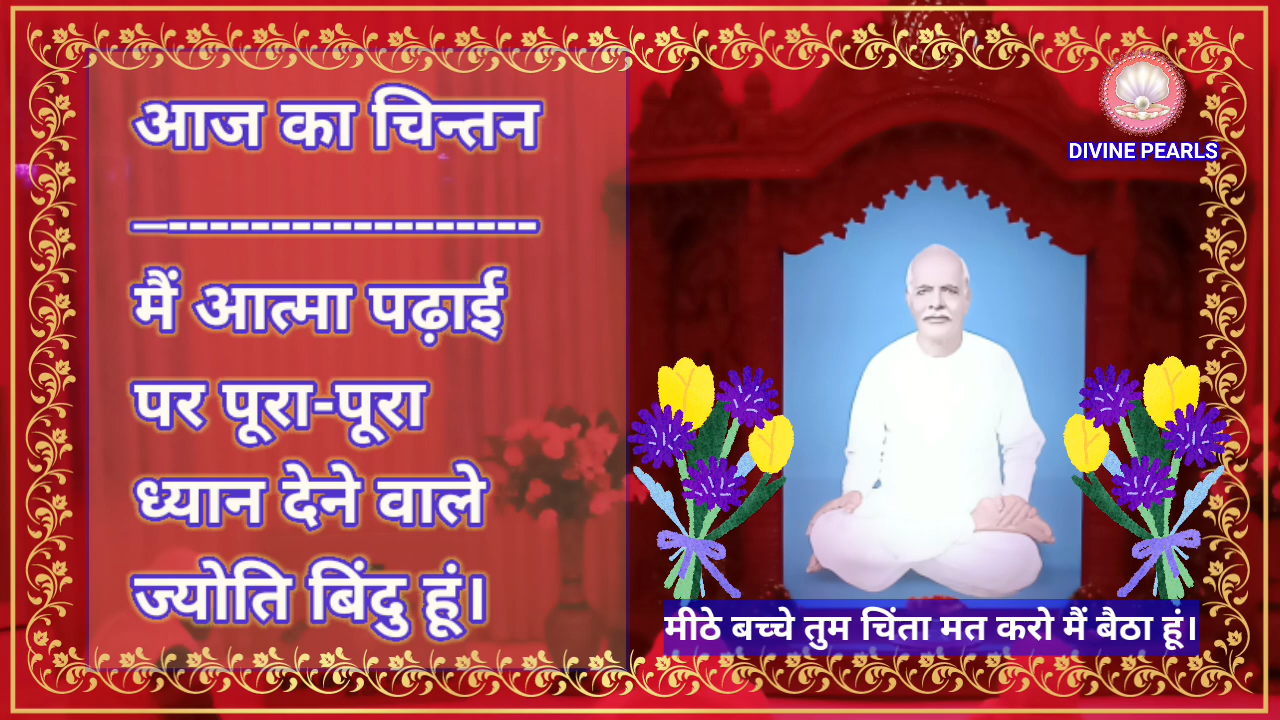 आज का चिन्तन
—------------------
मैं आत्मा पढ़ाई
पर पूरा-पूरा
ध्यान देने वाले
ज्योति बिंदु हूं।
DIVINE PEARLS
मीठे बच्चे तुम चिंता मत करो मैं बैठा हूं।